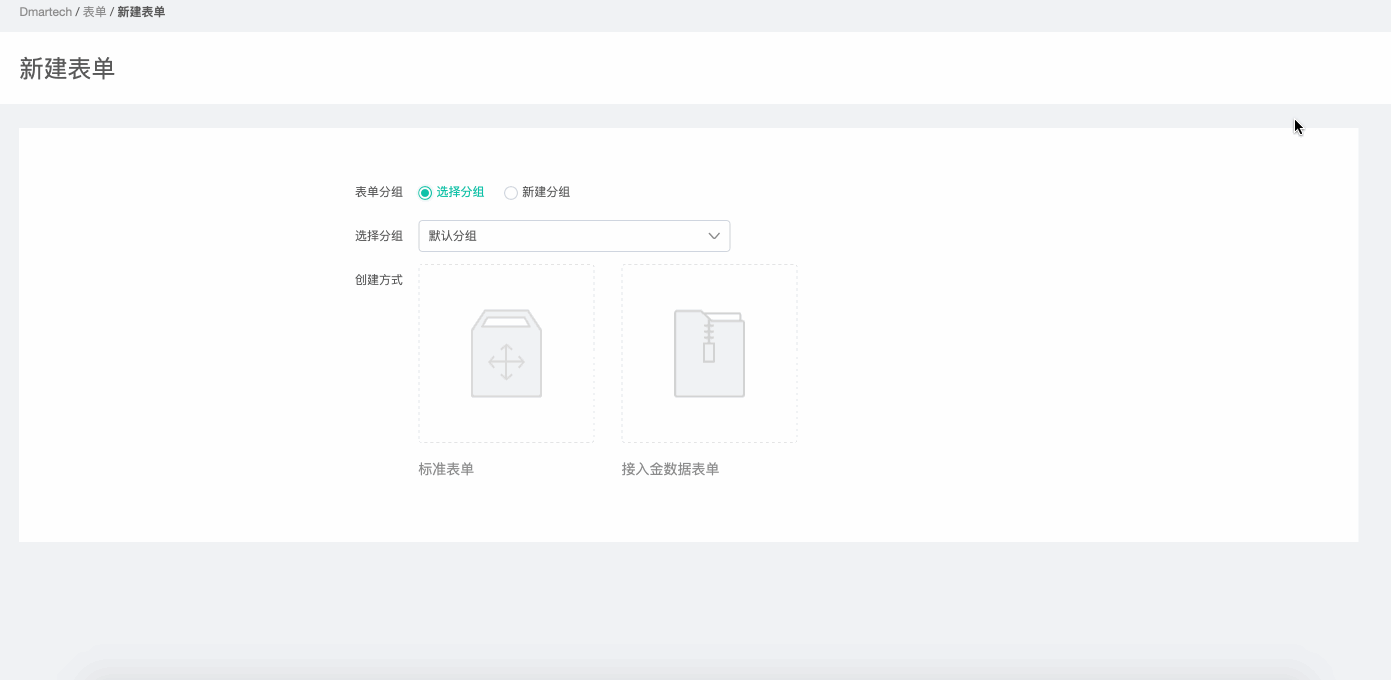 Dmartech / 表单 / 新建表单
新建表单
表单分组 选择分组 新建分组
选择分组 默认分组
创建方式
标准表单 接入金数据表单